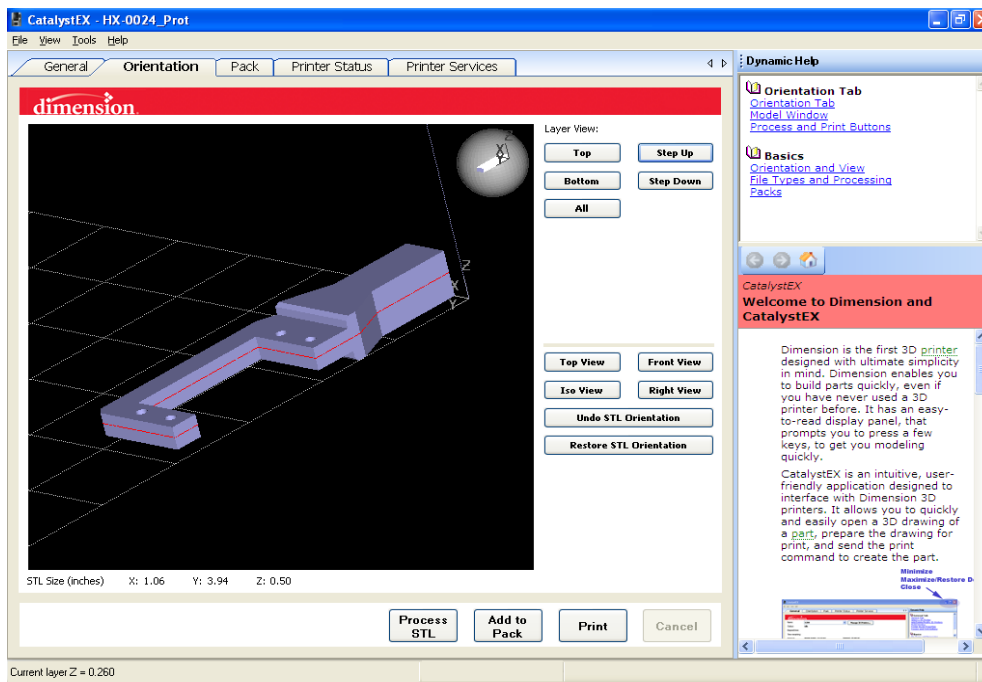 CatalystEX - HX-0024_Prot
File View Tools Help
General Orientation Pack Printer Status Printer Services
dimension
Z
X
Y
Z
X
Y
Layer View:
Top Step Up
Bottom Step Down
All
Top View Front View
Iso View Right View
Undo STL Orientation
Restore STL Orientation
STL Size (inches) X: 1.06 Y: 3.94 Z: 0.50
Process STL
Add to Pack
Print
Cancel
Current layer Z = 0.260
Dynamic Help
Orientation Tab
Orientation Tab
Model Window
Process and Print Buttons
Basics
Orientation and View
File Types and Processing
Packs
CatalystEX
Welcome to Dimension and
CatalystEX
Dimension is the first 3D printer
designed with ultimate simplicity
in mind. Dimension enables you
to build parts quickly, even if
you have never used a 3D
printer before. It has an easy-
to-read display panel, that
prompts you to press a few
keys, to get you modeling
quickly.
CatalystEX is an intuitive, user-
friendly application designed to
interface with Dimension 3D
printers. It allows you to quickly
and easily open a 3D drawing of
a part, prepare the drawing for
print, and send the print
command to create the part.
Minimize
Maximize/Restore D
Close